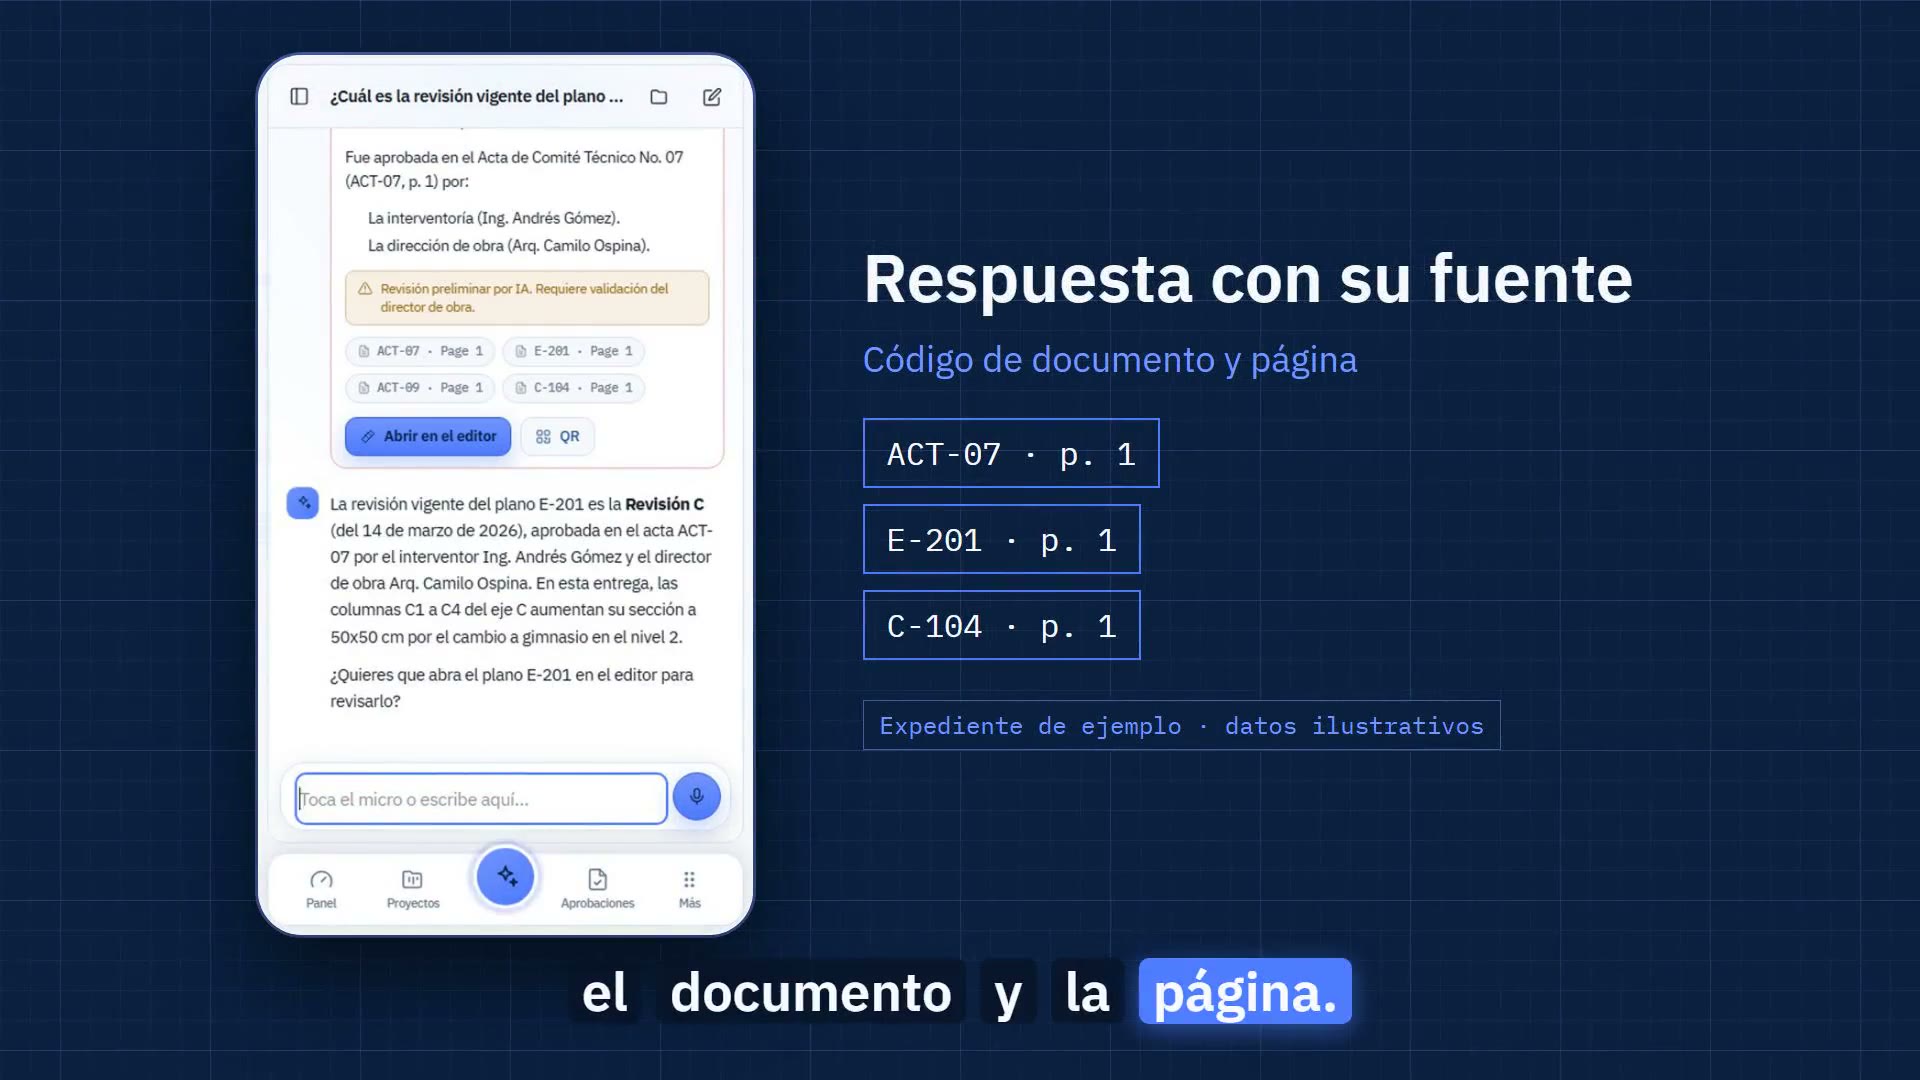 ¿Cuál es la revisión vigente del plano ...
Fue aprobada en el Acta de Comité Técnico No. 07
(ACT-07, p. 1) por:
La interventoría (Ing. Andrés Gómez).
La dirección de obra (Arq. Camilo Ospina).
Revisión preliminar por IA. Requiere validación del
director de obra.
ACT-07 · Page 1
E-201 · Page 1
ACT-09 · Page 1
C-104 · Page 1
Abrir en el editor
QR
La revisión vigente del plano E-201 es la Revisión C
(del 14 de marzo de 2026), aprobada en el acta ACT-
07 por el interventor Ing. Andrés Gómez y el director
de obra Arq. Camilo Ospina. En esta entrega, las
columnas C1 a C4 del eje C aumentan su sección a
50x50 cm por el cambio a gimnasio en el nivel 2.
¿Quieres que abra el plano E-201 en el editor para
revisarlo?
Toca el micro o escribe aquí...
Panel
Proyectos
Aprobaciones
Más
Respuesta con su fuente
Código de documento y página
ACT-07 · p. 1
E-201 · p. 1
C-104 · p. 1
Expediente de ejemplo · datos ilustrativos
el documento y la página.